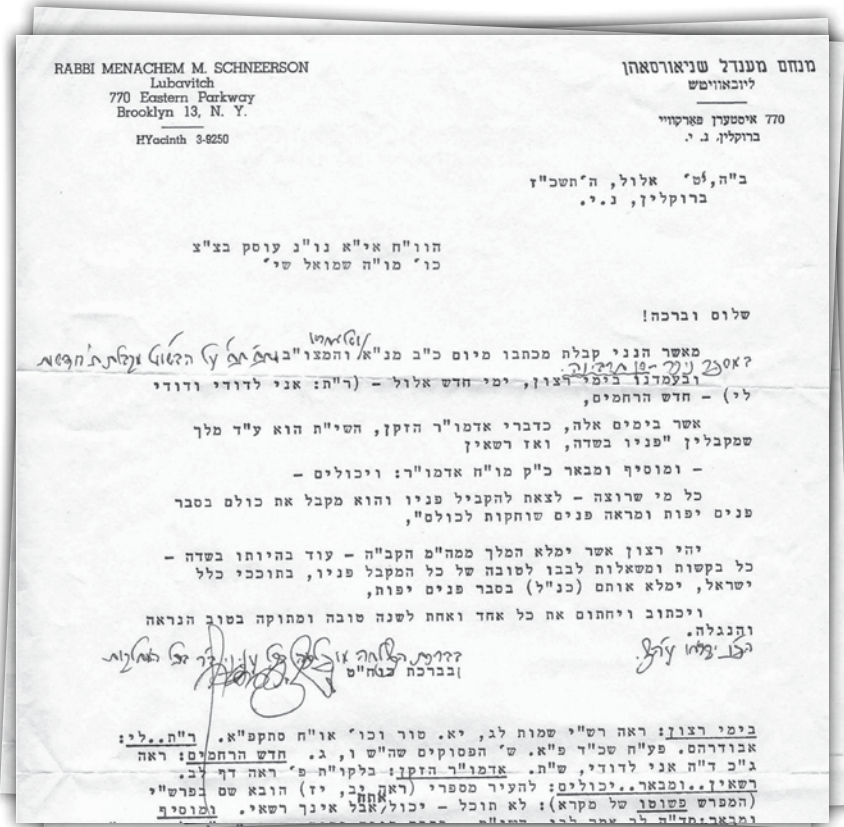 RABBI MENACHEM M. SCHNEERSON
Lubavitch
770 Eastern Parkway
Brooklyn 13, N. Y.
HYacinth 3-9250
מנחם מענדל שניאורסאהן
ליובאוויטש
770 איסטערן פארקוויי
ברוקלין, נ. י.
ב"ה, ט' אלול, ה'תשכ"ז
ברוקלין, נ.י.
הוו"ח אי"א נו"נ עוסק בצ"צ
כו' מו"ה שמואל שי'
שלום וברכה!
מאשר הנני קבלת מכתבו מיום כ"ב מנ"א והמצו"ב
ובעמדנו בימי רצון, ימי חדש אלול - (ר"ת: אני לדודי ודודי
לי) - חדש הרחמים,
אשר בימים אלה, כדברי אדמו"ר הזקן, השי"ת הוא ע"ד מלך
שמקבלין "פניו בשדה, ואז רשאין
- ומוסיף ומבאר כ"ק מו"ח אדמו"ר: ויכולים -
כל מי שרוצה - לצאת להקביל פניו והוא מקבל את כולם בסבר
פנים יפות ומראה פנים שוחקות לכולם",
יהי רצון אשר ימלא המלך ממה"מ הקב"ה - עוד בהיותו בשדה -
כל בקשות ומשאלות לבבו לטובה של כל המקבל פניו, בתוככי כלל
ישראל, ימלא אותם (כנ"ל) בסבר פנים יפות,
ויכתוב ויחתום את כל אחד ואחת לשנה טובה ומתוקה בטוב הנראה
והנגלה.
בברכת כוח"ט
בימי רצון: ראה רש"י שמות לג, יא. טור וכו' או"ח סתקפ"א. ר"ת..לי:
אבודרהם. פע"ח שכ"ד פ"א. ש' הפסוקים שה"ש ו, ג. חדש הרחמים: ראה
ג"כ ד"ה אני לדודי, ש"ת. אדמו"ר הזקן: בלקו"ת פ' ראה דף לב.
רשאין..ומבאר..יכולים: להעיר מספרי (ראה יב, יז) הובא שם בפרש"י
(המפרש פשוטו של מקרא): לא תוכל - יכול אתה אבל אינך רשאי. ומוסיף